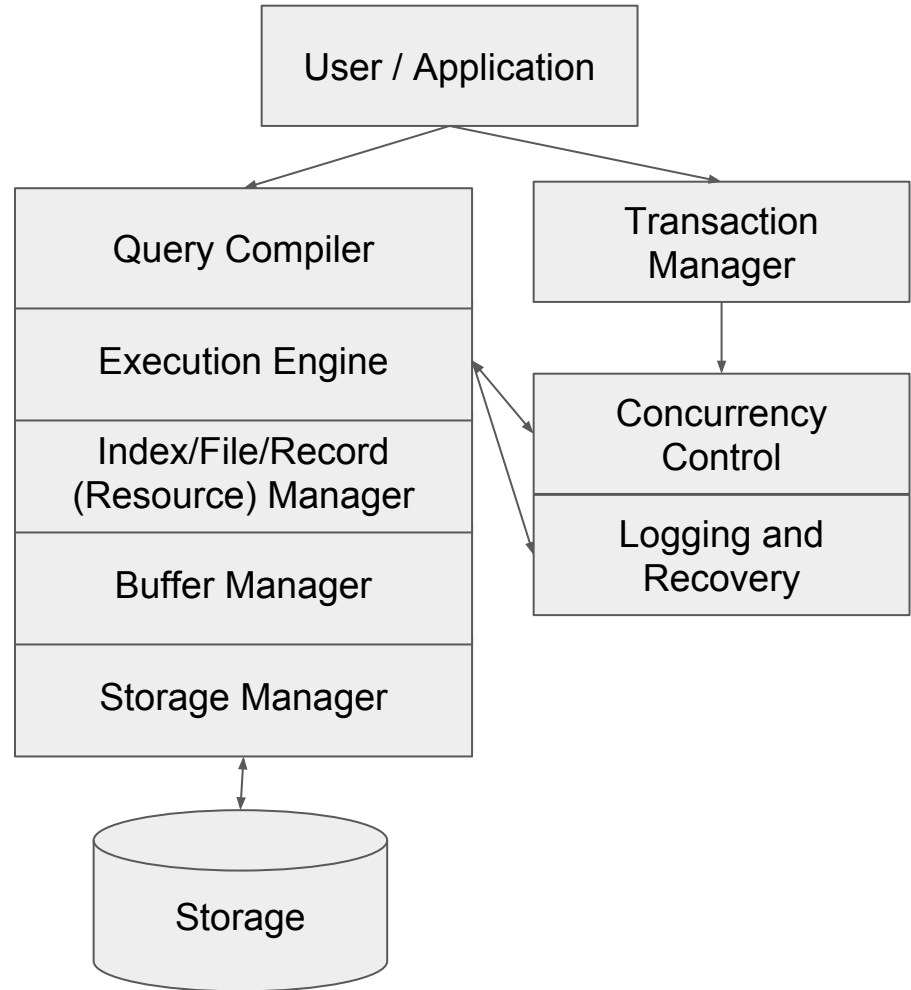 User / Application
Query Compiler
Execution Engine
Index/File/Record
(Resource) Manager
Buffer Manager
Storage Manager
Storage
Transaction
Manager
Concurrency
Control
Logging and
Recovery